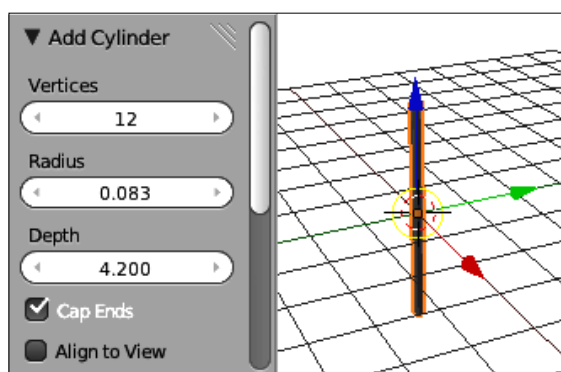 Add Cylinder
Vertices
12
Radius
0.083
Depth
4.200
Cap Ends
Align to View